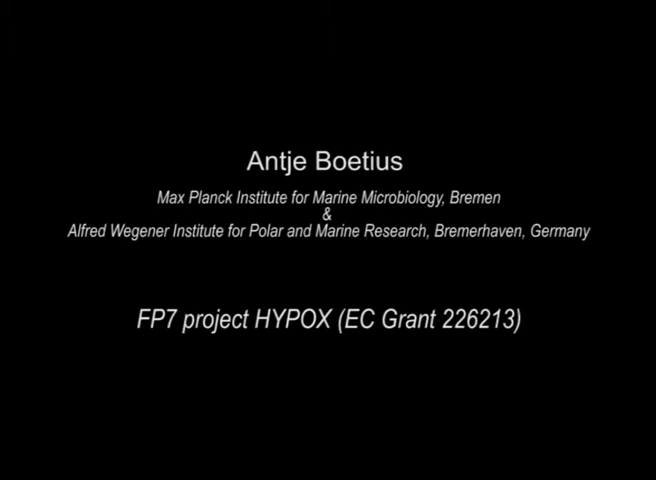 Antje Boetius
Max Planck Institute for Marine Microbiology, Bremen
&
Alfred Wegener Institute for Polar and Marine Research, Bremerhaven, Germany
FP7 project HYPOX (EC Grant 226213)